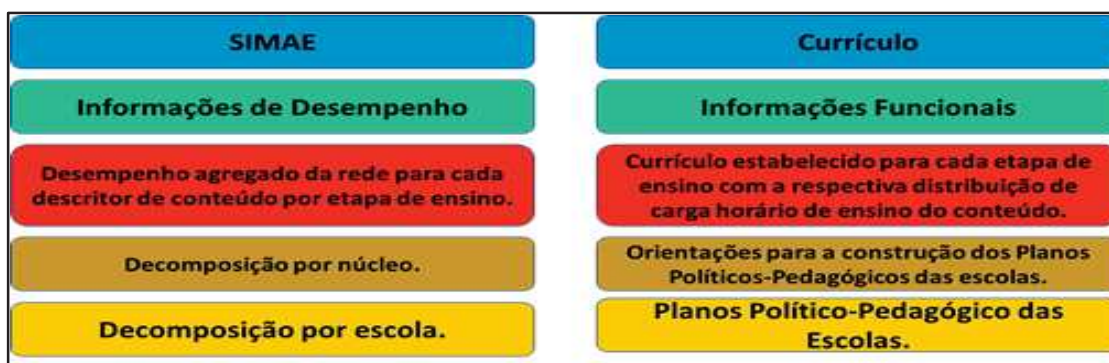 SIMAE
Informações de Desempenho
Desempenho agregado da rede para cada
descritor de conteúdo por etapa de ensino.
Decomposição por núcleo.
Decomposição por escola.
Currículo
Informações Funcionais
Currículo estabelecido para cada etapa de
ensino com a respectiva distribuição de
carga horário de ensino do conteúdo.
Orientações para a construção dos Planos
Políticos-Pedagógicos das escolas.
Planos Político-Pedagógico das
Escolas.